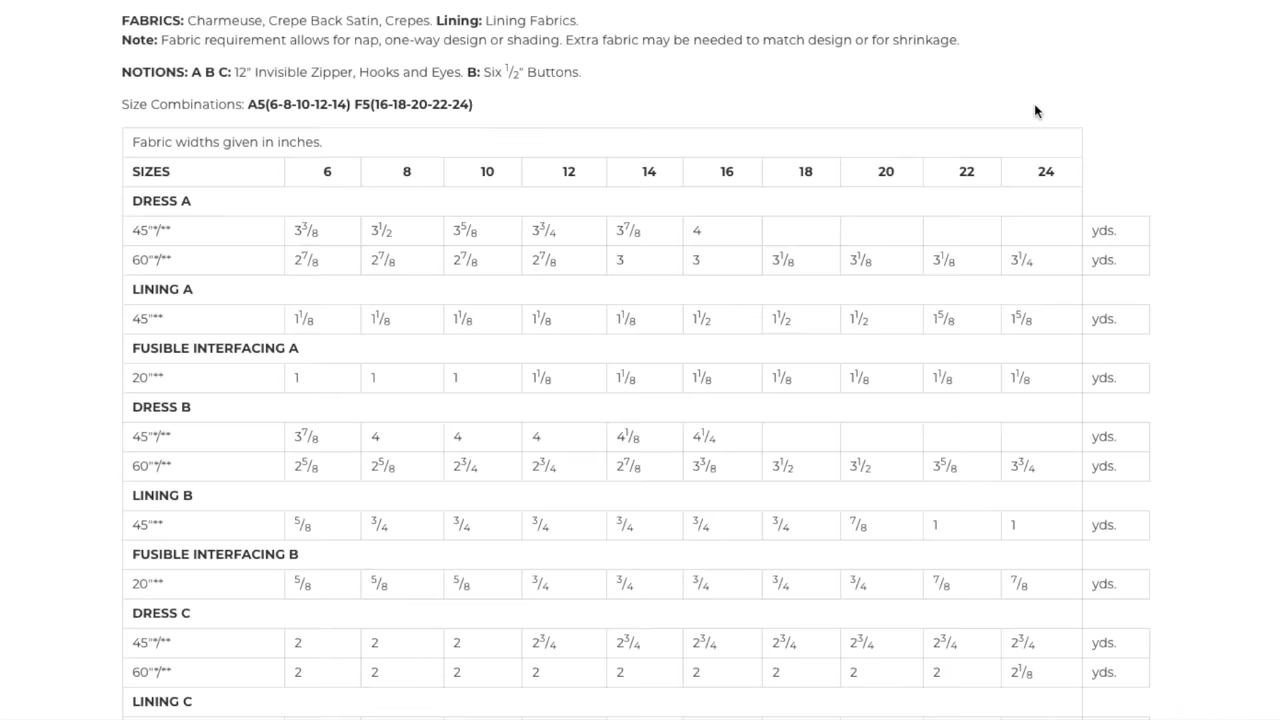 FABRICS: Charmeuse, Crepe Back Satin, Crepes. Lining: Lining Fabrics.
Note: Fabric requirement allows for nap, one-way design or shading. Extra fabric may be needed to match design or for shrinkage.
NOTIONS: A B C: 12" Invisible Zipper, Hooks and Eyes. B: Six 1/2" Buttons.
Size Combinations: A5(6-8-10-12-14) F5(16-18-20-22-24)
Fabric widths given in inches.
SIZES 6 8 10 12 14 16 18 20 22 24
DRESS A
45"*/** 3 3/8 3 1/2 3 5/8 3 3/4 3 7/8 4 yds.
60"*/** 2 7/8 2 7/8 2 7/8 2 7/8 3 3 3 1/8 3 1/8 3 1/8 3 1/4 yds.
LINING A
45"** 1 1/8 1 1/8 1 1/8 1 1/8 1 1/8 1 1/2 1 1/2 1 1/2 1 5/8 1 5/8 yds.
FUSIBLE INTERFACING A
20"** 1 1 1 1 1/8 1 1/8 1 1/8 1 1/8 1 1/8 1 1/8 1 1/8 yds.
DRESS B
45"*/** 3 7/8 4 4 4 4 1/8 4 1/4 yds.
60"*/** 2 5/8 2 5/8 2 3/4 2 3/4 2 7/8 3 3/8 3 1/2 3 1/2 3 5/8 3 3/4 yds.
LINING B
45"** 5/8 3/4 3/4 3/4 3/4 3/4 3/4 7/8 1 1 yds.
FUSIBLE INTERFACING B
20"** 5/8 5/8 5/8 3/4 3/4 3/4 3/4 3/4 7/8 7/8 yds.
DRESS C
45"*/** 2 2 2 2 3/4 2 3/4 2 3/4 2 3/4 2 3/4 2 3/4 2 3/4 yds.
60"*/** 2 2 2 2 2 2 2 2 2 2 1/8 yds.
LINING C